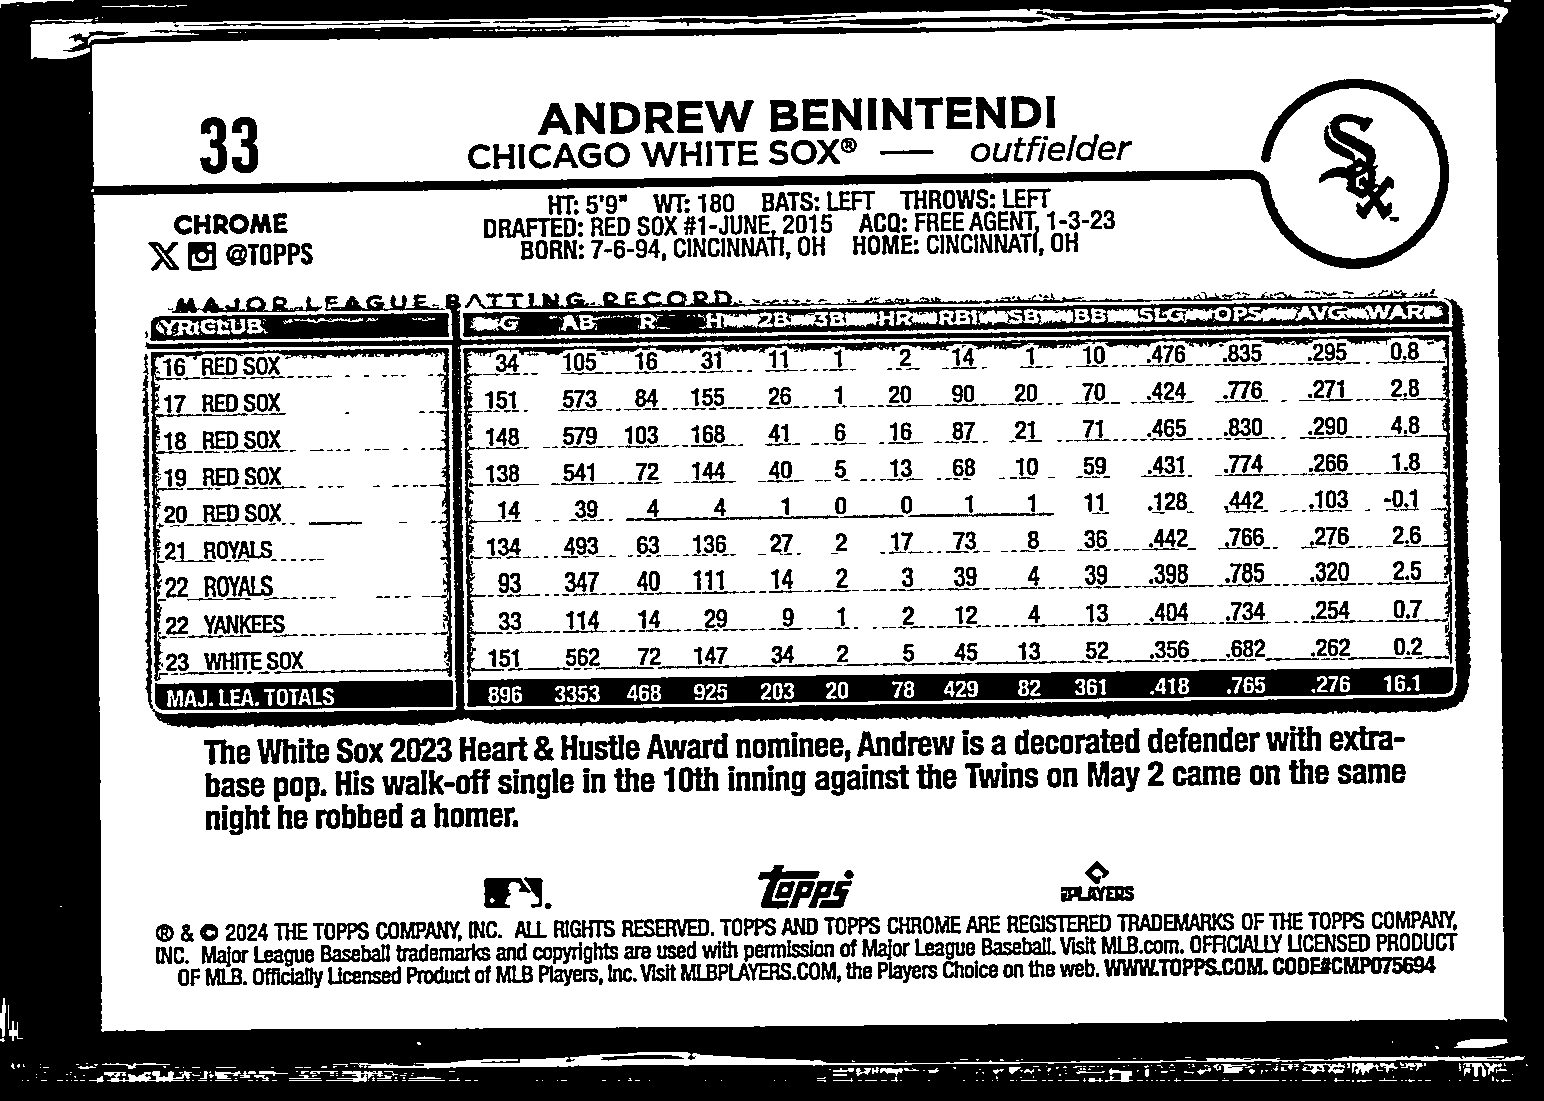 33
ANDREW BENINTENDI
CHICAGO WHITE SOX® — outfielder
Sox
CHROME
X @TOPPS
HT: 5'9" WT: 180 BATS: LEFT THROWS: LEFT
DRAFTED: RED SOX #1-JUNE, 2015 ACQ: FREE AGENT, 1-3-23
BORN: 7-6-94, CINCINNATI, OH HOME: CINCINNATI, OH
MAJOR LEAGUE BATTING RECORD
YR CLUB G AB R H 2B 3B HR RBI SB BB SLG OPS AVG WAR
16 RED SOX 34 105 16 31 11 1 2 14 1 10 .476 .835 .295 0.8
17 RED SOX 151 573 84 155 26 1 20 90 20 70 .424 .776 .271 2.8
18 RED SOX 148 579 103 168 41 6 16 87 21 71 .465 .830 .290 4.8
19 RED SOX 138 541 72 144 40 5 13 68 10 59 .431 .774 .266 1.8
20 RED SOX 14 39 4 4 1 0 0 1 1 11 .128 .442 .103 -0.1
21 ROYALS 134 493 63 136 27 2 17 73 8 36 .442 .766 .276 2.6
22 ROYALS 93 347 40 111 14 2 3 39 4 39 .398 .785 .320 2.5
22 YANKEES 33 114 14 29 9 1 2 12 4 13 .404 .734 .254 0.7
23 WHITE SOX 151 562 72 147 34 2 5 45 13 52 .356 .682 .262 0.2
MAJ. LEA. TOTALS 896 3353 468 925 203 20 78 429 82 361 .418 .765 .276 16.1
The White Sox 2023 Heart & Hustle Award nominee, Andrew is a decorated defender with extra-
base pop. His walk-off single in the 10th inning against the Twins on May 2 came on the same
night he robbed a homer.
topps
PLAYERS
® & © 2024 THE TOPPS COMPANY, INC. ALL RIGHTS RESERVED. TOPPS AND TOPPS CHROME ARE REGISTERED TRADEMARKS OF THE TOPPS COMPANY,
INC. Major League Baseball trademarks and copyrights are used with permission of Major League Baseball. Visit MLB.com. OFFICIALLY LICENSED PRODUCT
OF MLB. Officially Licensed Product of MLB Players, Inc. Visit MLBPLAYERS.COM, the Players Choice on the web. WWW.TOPPS.COM. CODE#CMP075694